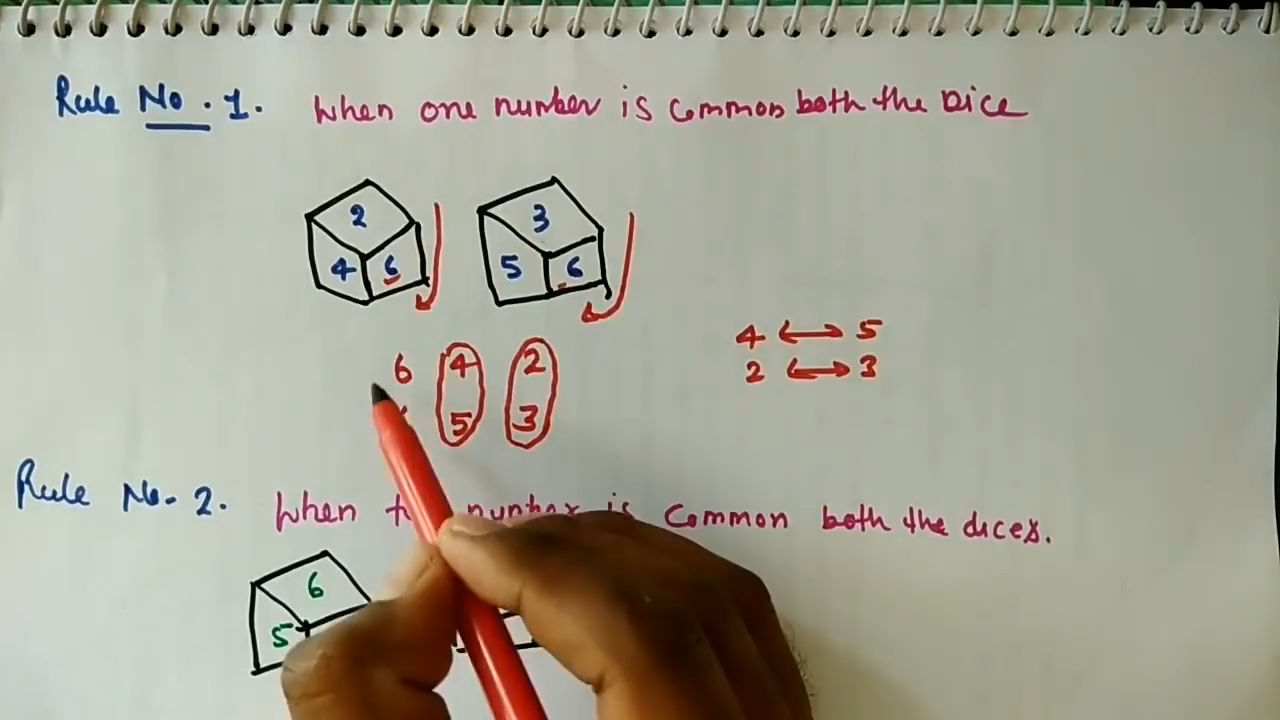 Rule No. 1. When one number is common both the Dice
2
4 6
3
5 6
6 4 2
5 3
4 ↔ 5
2 ↔ 3
Rule No. 2. When number is common both the dices.
6
5